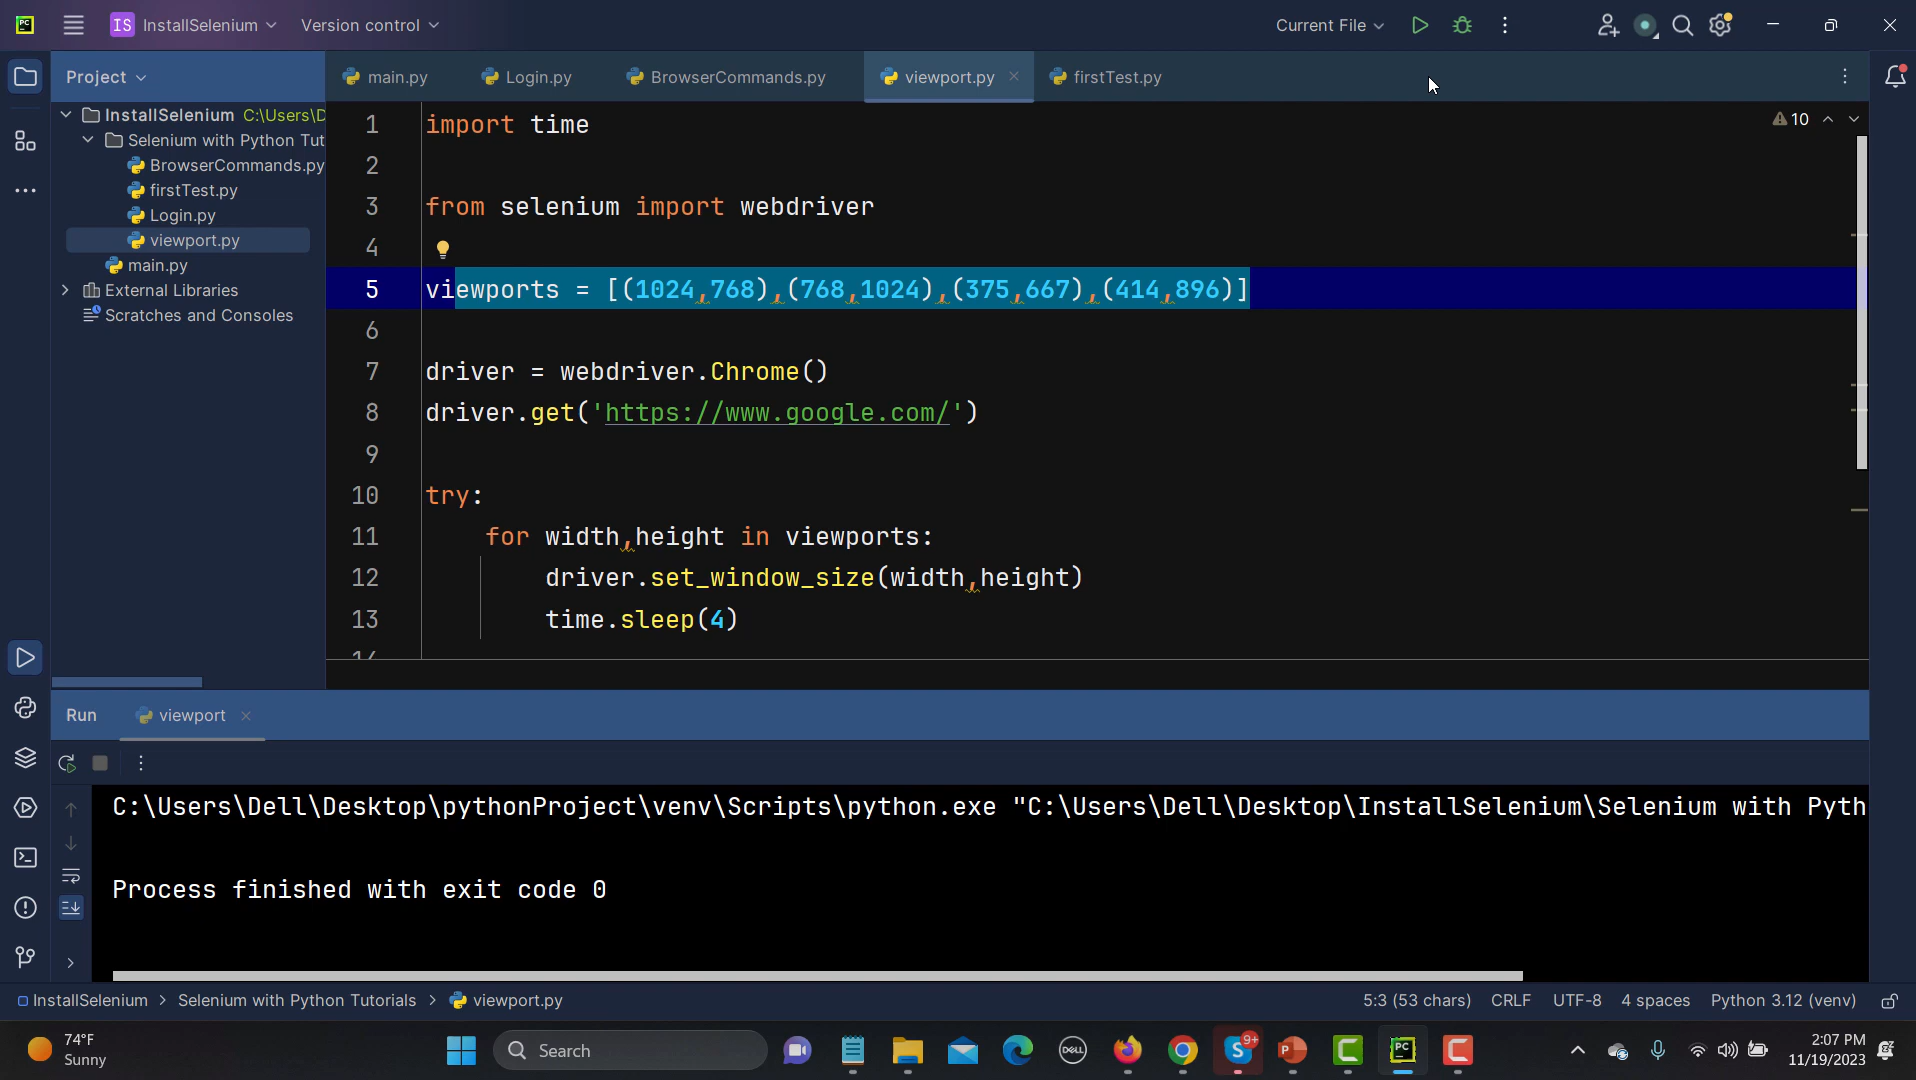 PC
IS InstallSelenium
Version control
Current File
Project
main.py
Login.py
BrowserCommands.py
viewport.py
firstTest.py
InstallSelenium C:\Users\D
Selenium with Python Tut
BrowserCommands.py
firstTest.py
Login.py
viewport.py
main.py
External Libraries
Scratches and Consoles
10
1 import time
2
3 from selenium import webdriver
4
5 viewports = [(1024,768),(768,1024),(375,667),(414,896)]
6
7 driver = webdriver.Chrome()
8 driver.get('https://www.google.com/')
9
10 try:
11 for width,height in viewports:
12 driver.set_window_size(width,height)
13 time.sleep(4)
14
Run
viewport
C:\Users\Dell\Desktop\pythonProject\venv\Scripts\python.exe "C:\Users\Dell\Desktop\InstallSelenium\Selenium with Pyth
Process finished with exit code 0
InstallSelenium > Selenium with Python Tutorials > viewport.py
5:3 (53 chars) CRLF UTF-8 4 spaces Python 3.12 (venv)
74°F
Sunny
Search
DELL
9+
PC
2:07 PM
11/19/2023